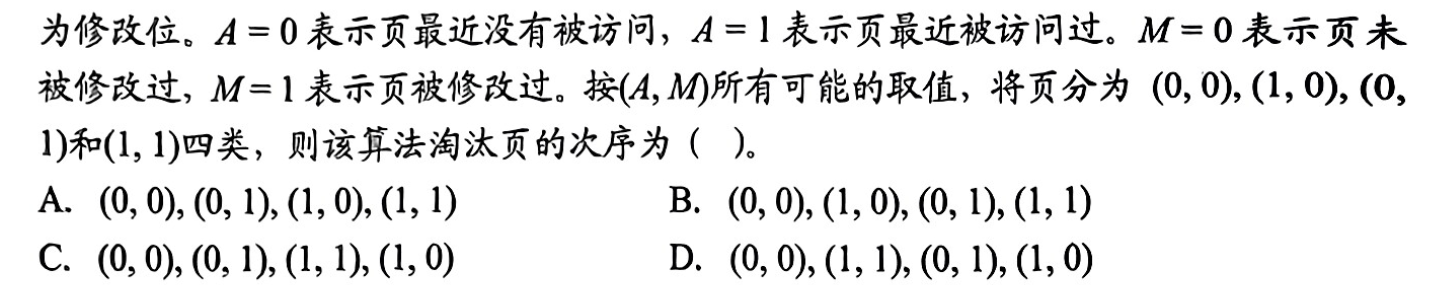 为修改位。A = 0 表示页最近没有被访问，A = 1 表示页最近被访问过。M = 0 表示页未
被修改过，M = 1 表示页被修改过。按(A, M)所有可能的取值，将页分为 (0, 0), (1, 0), (0,
1)和(1, 1)四类，则该算法淘汰页的次序为（ ）。
A. (0, 0), (0, 1), (1, 0), (1, 1) B. (0, 0), (1, 0), (0, 1), (1, 1)
C. (0, 0), (0, 1), (1, 1), (1, 0) D. (0, 0), (1, 1), (0, 1), (1, 0)